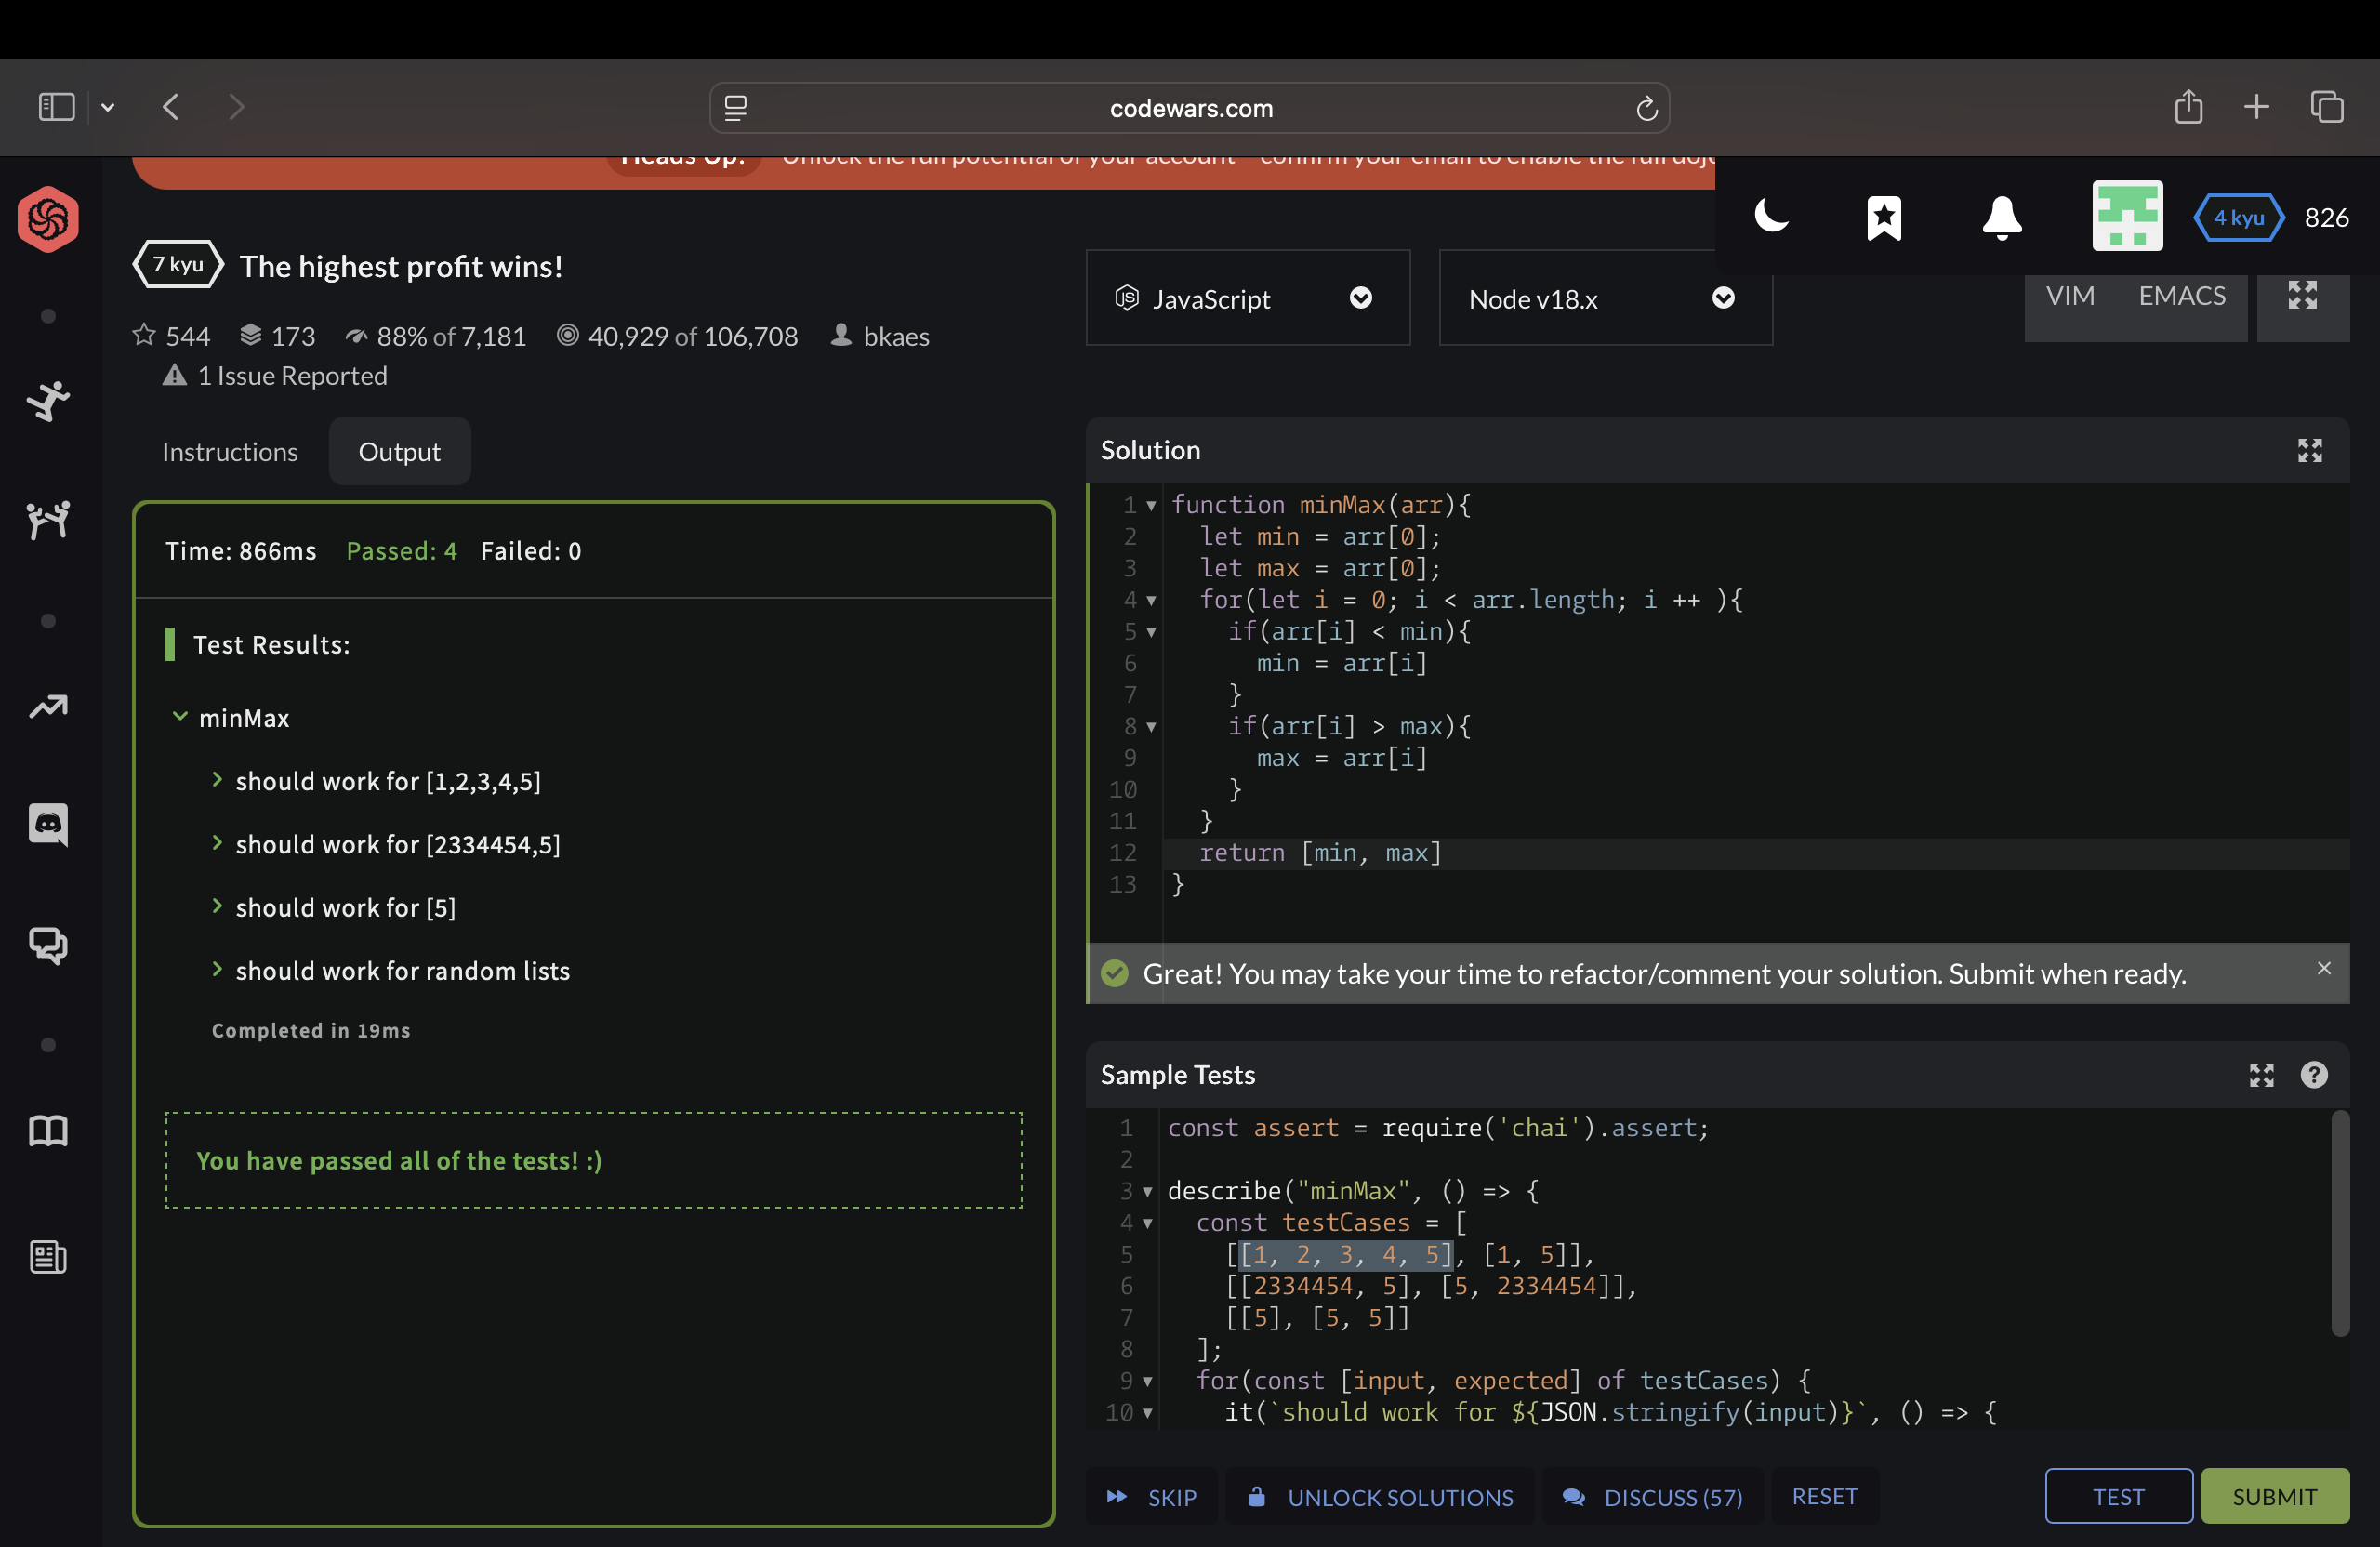 codewars.com
Heads Up! Unlock the full potential of your account - confirm your email to enable the full dojo
4 kyu 826
7 kyu The highest profit wins!
544 173 88% of 7,181 40,929 of 106,708 bkaes
1 Issue Reported
JavaScript
Node v18.x
VIM EMACS
Instructions Output
Time: 866ms Passed: 4 Failed: 0
Test Results:
minMax
should work for [1,2,3,4,5]
should work for [2334454,5]
should work for [5]
should work for random lists
Completed in 19ms
You have passed all of the tests! :)
Solution
1 function minMax(arr){
2 let min = arr[0];
3 let max = arr[0];
4 for(let i = 0; i < arr.length; i ++ ){
5 if(arr[i] < min){
6 min = arr[i]
7 }
8 if(arr[i] > max){
9 max = arr[i]
10 }
11 }
12 return [min, max]
13 }
Great! You may take your time to refactor/comment your solution. Submit when ready.
Sample Tests
1 const assert = require('chai').assert;
2
3 describe("minMax", () => {
4 const testCases = [
5 [[1, 2, 3, 4, 5], [1, 5]],
6 [[2334454, 5], [5, 2334454]],
7 [[5], [5, 5]]
8 ];
9 for(const [input, expected] of testCases) {
10 it(`should work for ${JSON.stringify(input)}`, () => {
SKIP UNLOCK SOLUTIONS DISCUSS (57) RESET TEST SUBMIT